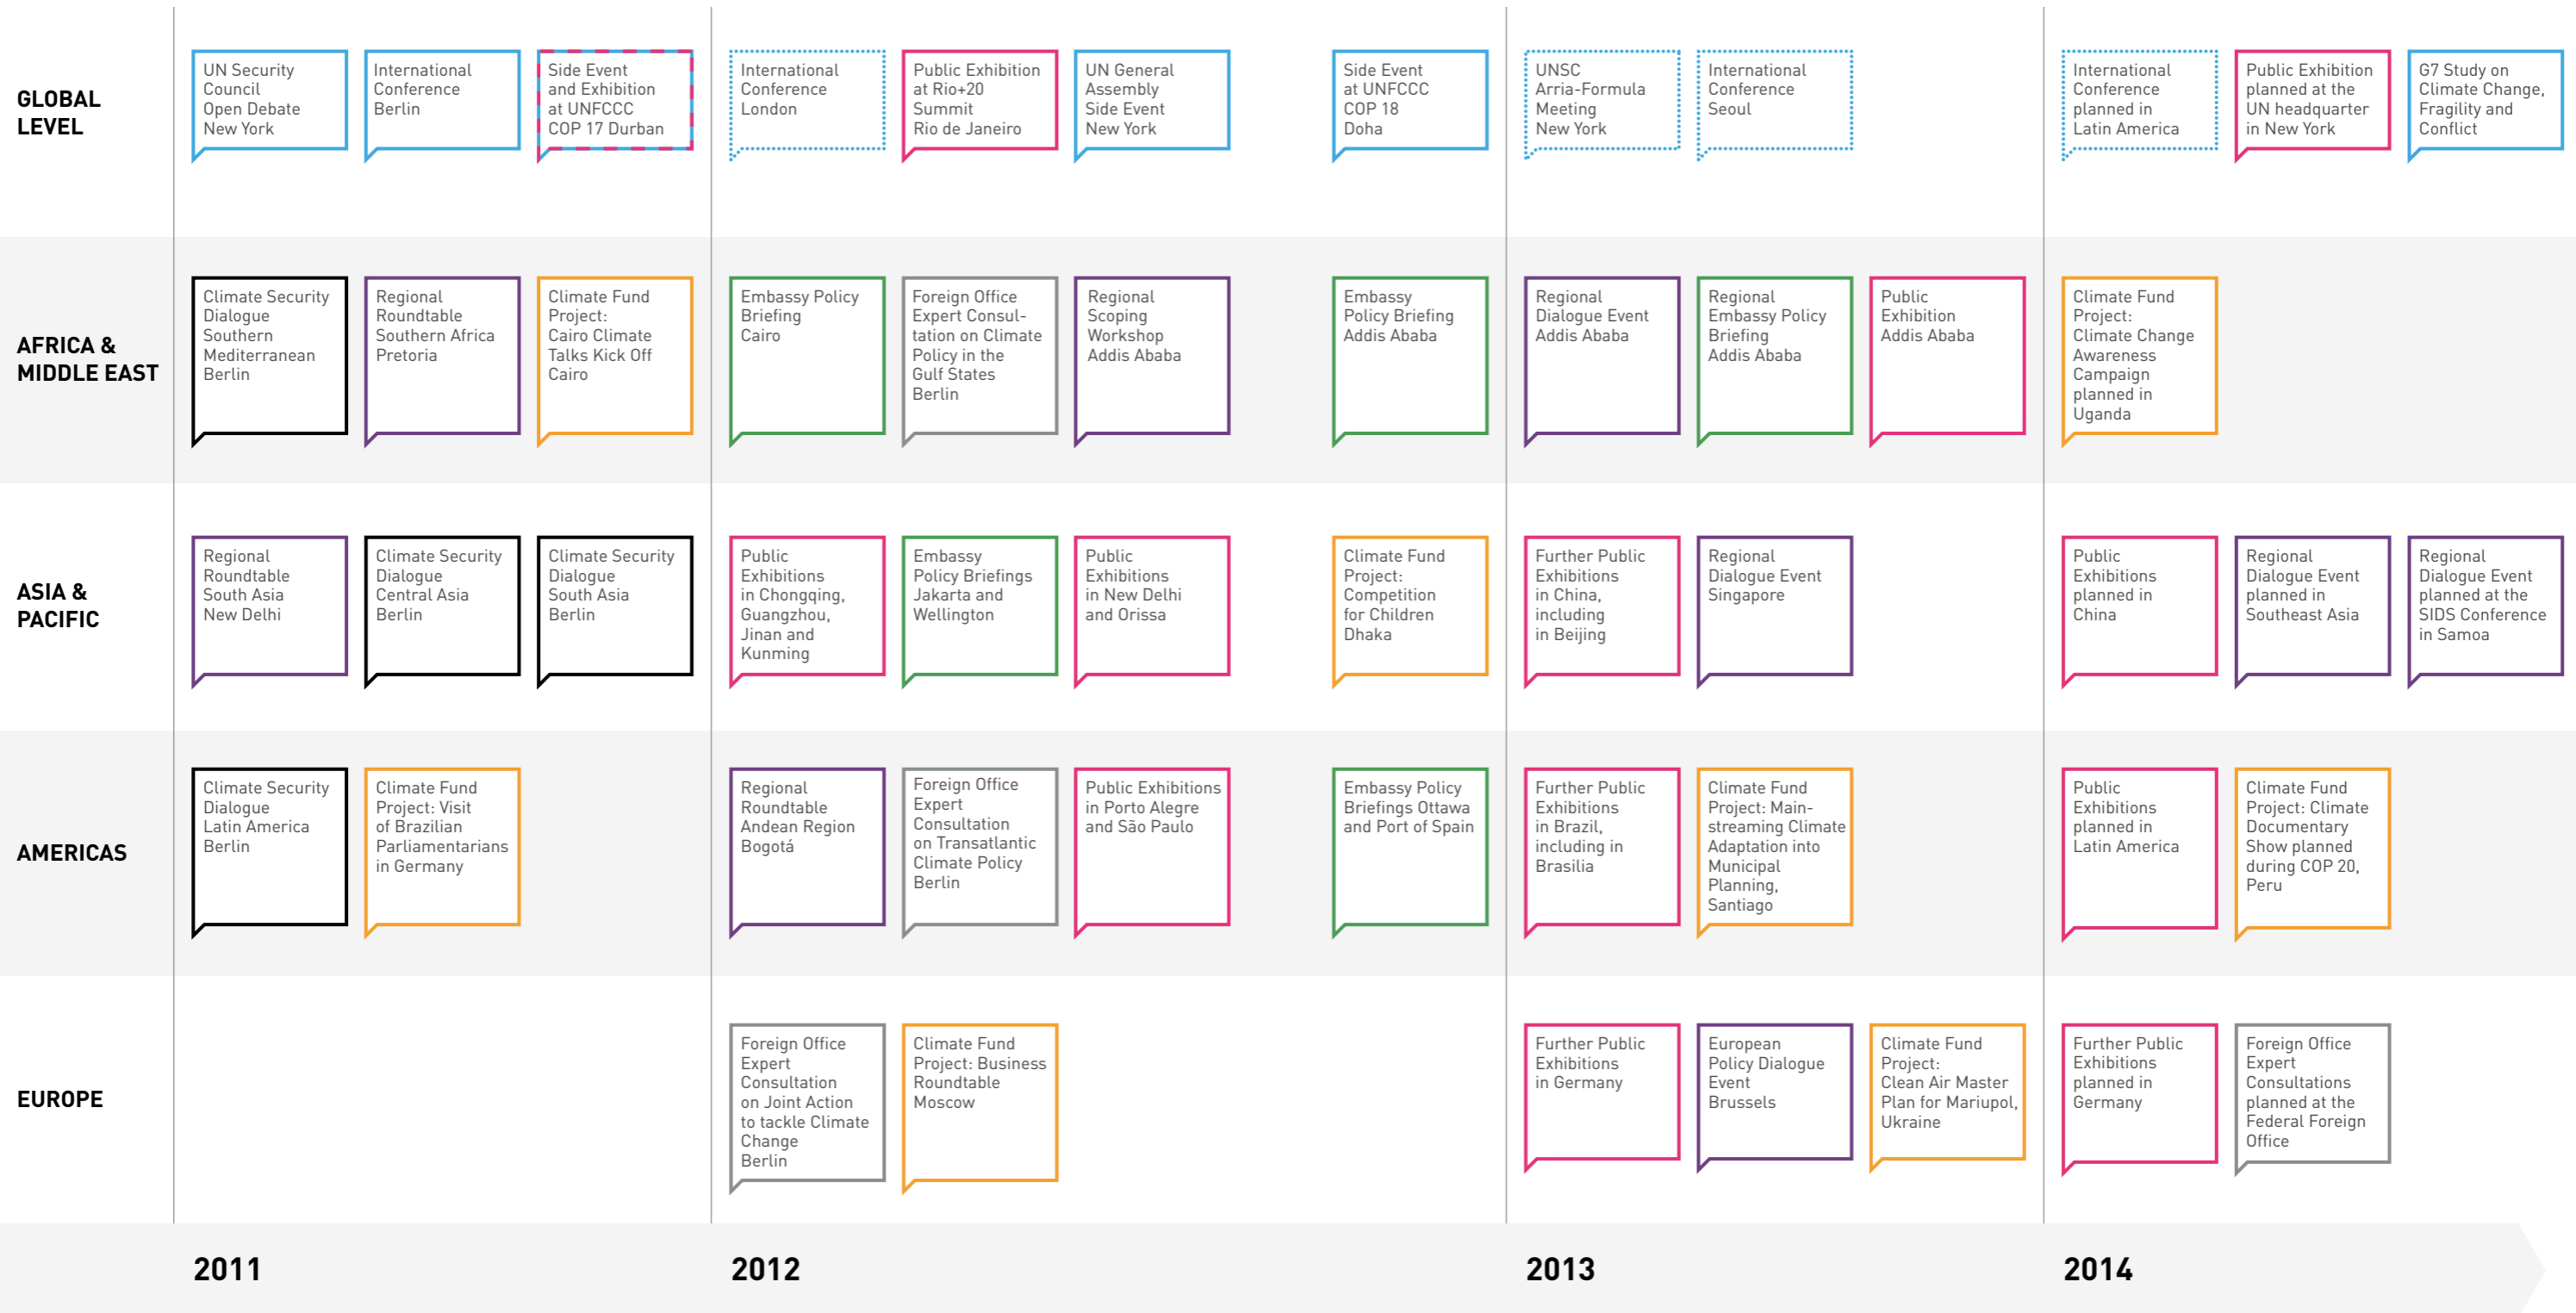 GLOBAL
LEVEL
UN Security
Council
Open Debate
New York
International
Conference
Berlin
Side Event
and Exhibition
at UNFCCC
COP 17 Durban
International
Conference
London
Public Exhibition
at Rio+20
Summit
Rio de Janeiro
UN General
Assembly
Side Event
New York
Side Event
at UNFCCC
COP 18
Doha
UNSC
Arria-Formula
Meeting
New York
International
Conference
Seoul
International
Conference
planned in
Latin America
Public Exhibition
planned at the
UN headquarter
in New York
G7 Study on
Climate Change,
Fragility and
Conflict
AFRICA &
MIDDLE EAST
Climate Security
Dialogue
Southern
Mediterranean
Berlin
Regional
Roundtable
Southern Africa
Pretoria
Climate Fund
Project:
Cairo Climate
Talks Kick Off
Cairo
Embassy Policy
Briefing
Cairo
Foreign Office
Expert Consul-
tation on Climate
Policy in the
Gulf States
Berlin
Regional
Scoping
Workshop
Addis Ababa
Embassy
Policy Briefing
Addis Ababa
Regional
Dialogue Event
Addis Ababa
Regional
Embassy Policy
Briefing
Addis Ababa
Public
Exhibition
Addis Ababa
Climate Fund
Project:
Climate Change
Awareness
Campaign
planned in
Uganda
ASIA &
PACIFIC
Regional
Roundtable
South Asia
New Delhi
Climate Security
Dialogue
Central Asia
Berlin
Climate Security
Dialogue
South Asia
Berlin
Public
Exhibitions
in Chongqing,
Guangzhou,
Jinan and
Kunming
Embassy
Policy Briefings
Jakarta and
Wellington
Public
Exhibitions
in New Delhi
and Orissa
Climate Fund
Project:
Competition
for Children
Dhaka
Further Public
Exhibitions
in China,
including
in Beijing
Regional
Dialogue Event
Singapore
Public
Exhibitions
planned in
China
Regional
Dialogue Event
planned in
Southeast Asia
Regional
Dialogue Event
planned at the
SIDS Conference
in Samoa
AMERICAS
Climate Security
Dialogue
Latin America
Berlin
Climate Fund
Project: Visit
of Brazilian
Parliamentarians
in Germany
Regional
Roundtable
Andean Region
Bogotá
Foreign Office
Expert
Consultation
on Transatlantic
Climate Policy
Berlin
Public Exhibitions
in Porto Alegre
and São Paulo
Embassy Policy
Briefings Ottawa
and Port of Spain
Further Public
Exhibitions
in Brazil,
including in
Brasilia
Climate Fund
Project: Main-
streaming Climate
Adaptation into
Municipal
Planning,
Santiago
Public
Exhibitions
planned in
Latin America
Climate Fund
Project: Climate
Documentary
Show planned
during COP 20,
Peru
EUROPE
Foreign Office
Expert
Consultation
on Joint Action
to tackle Climate
Change
Berlin
Climate Fund
Project: Business
Roundtable
Moscow
Further Public
Exhibitions
in Germany
European
Policy Dialogue
Event
Brussels
Climate Fund
Project:
Clean Air Master
Plan for Mariupol,
Ukraine
Further Public
Exhibitions
planned in
Germany
Foreign Office
Expert
Consultations
planned at the
Federal Foreign
Office
2011
2012
2013
2014